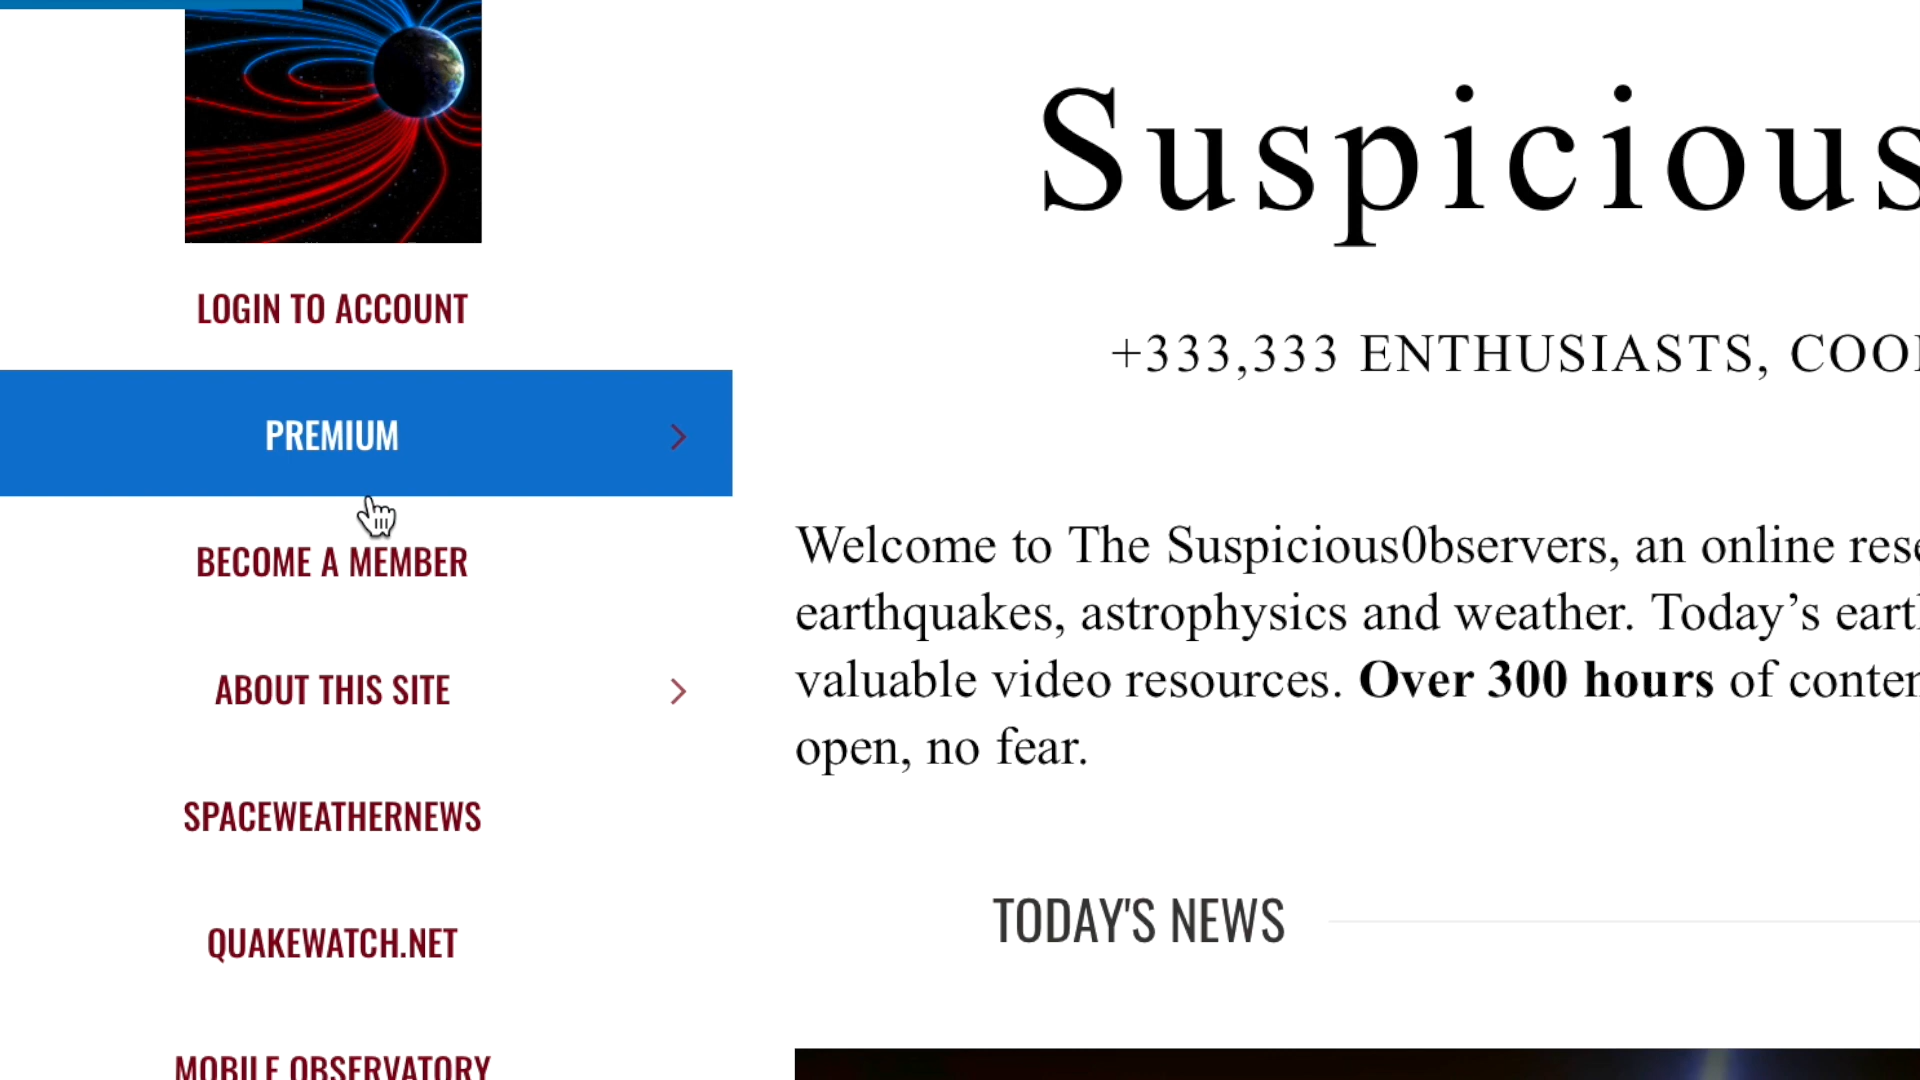 LOGIN TO ACCOUNT
PREMIUM
BECOME A MEMBER
ABOUT THIS SITE
SPACEWEATHERNEWS
QUAKEWATCH.NET
MOBILE OBSERVATORY
Suspicious
+333,333 ENTHUSIASTS,
Welcome to The Suspicious0bservers, an online
earthquakes, astrophysics and weather. Today’s
valuable video resources. Over 300 hours of
open, no fear.
TODAY'S NEWS